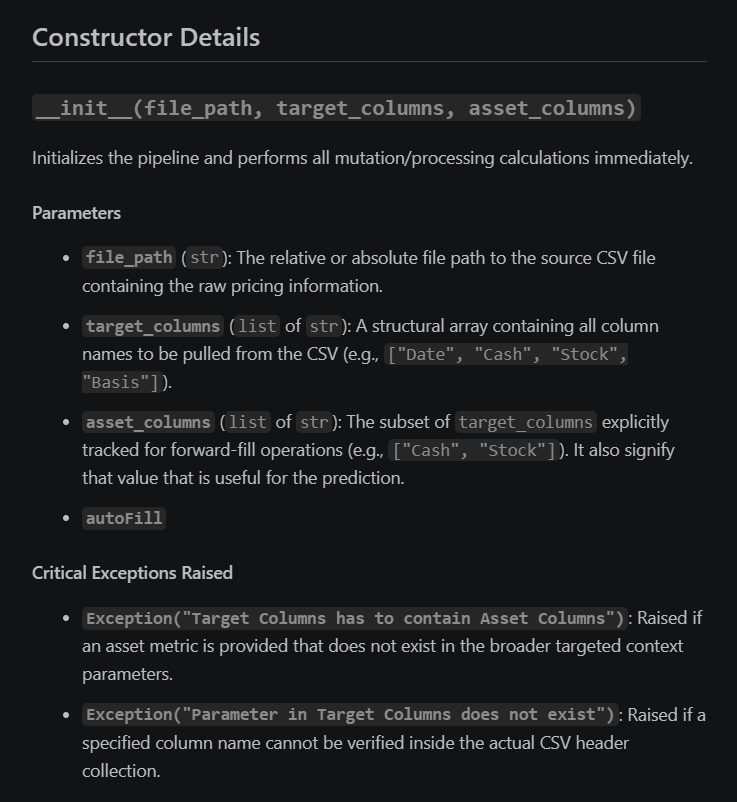 Constructor Details
__init__(file_path, target_columns, asset_columns)
Initializes the pipeline and performs all mutation/processing calculations immediately.
Parameters
• file_path (str): The relative or absolute file path to the source CSV file
containing the raw pricing information.
• target_columns (list of str): A structural array containing all column
names to be pulled from the CSV (e.g., ["Date", "Cash", "Stock",
"Basis"]).
• asset_columns (list of str): The subset of target_columns explicitly
tracked for forward-fill operations (e.g., ["Cash", "Stock"]). It also signify
that value that is useful for the prediction.
• autoFill
Critical Exceptions Raised
• Exception("Target Columns has to contain Asset Columns"): Raised if
an asset metric is provided that does not exist in the broader targeted context
parameters.
• Exception("Parameter in Target Columns does not exist"): Raised if a
specified column name cannot be verified inside the actual CSV header
collection.